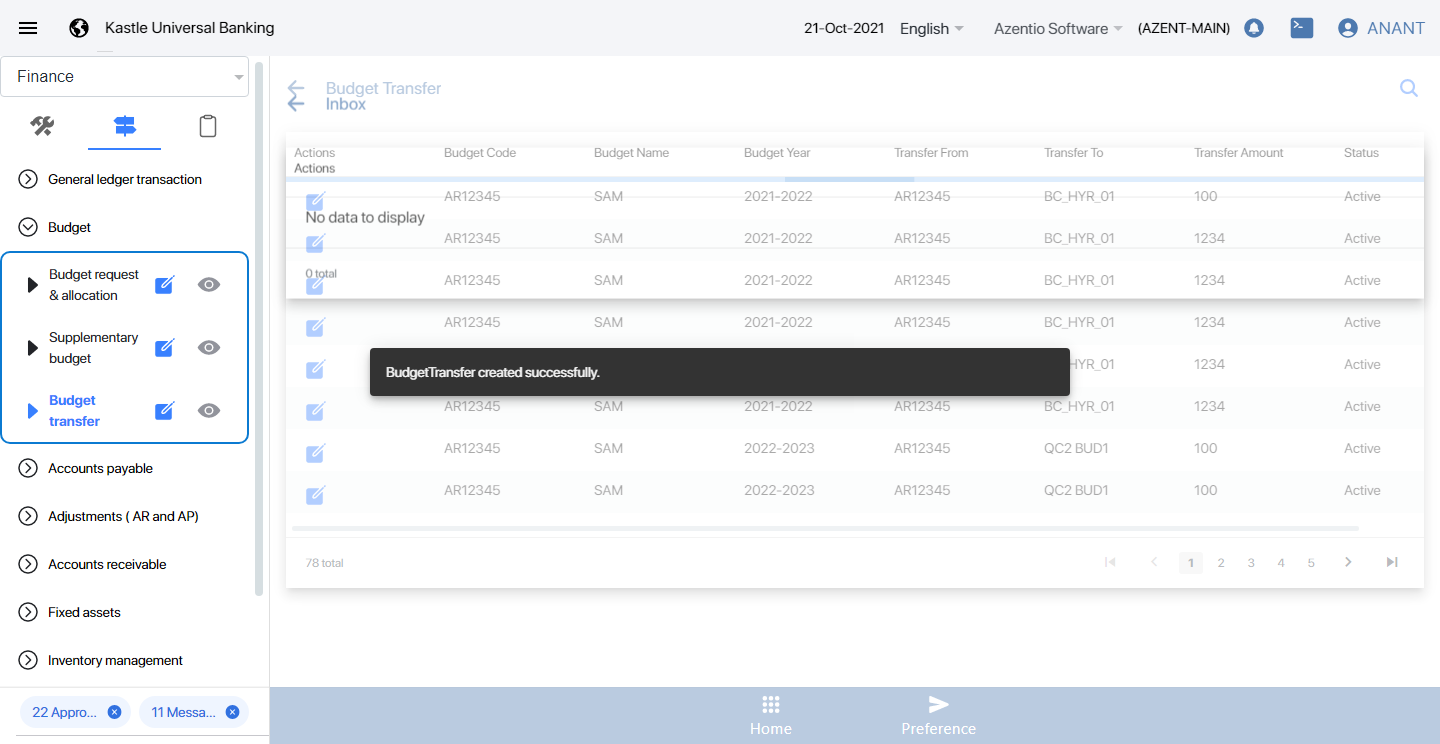 Kastle Universal Banking
21-Oct-2021
English
Azentio Software
(AZENT-MAIN)
ANANT
Finance
General ledger transaction
Budget
Budget request
& allocation
Supplementary
budget
Budget
transfer
Accounts payable
Adjustments ( AR and AP)
Accounts receivable
Fixed assets
Inventory management
22 Appro...
11 Messa...
Budget Transfer
Inbox
Actions Budget Code Budget Name Budget Year Transfer From Transfer To Transfer Amount Status
Actions
AR12345 SAM 2021-2022 AR12345 BC_HYR_01 100 Active
No data to display
AR12345 SAM 2021-2022 AR12345 BC_HYR_01 1234 Active
0 total
AR12345 SAM 2021-2022 AR12345 BC_HYR_01 1234 Active
AR12345 SAM 2021-2022 AR12345 BC_HYR_01 1234 Active
BudgetTransfer created successfully.
HYR_01 1234 Active
AR12345 SAM 2021-2022 AR12345 BC_HYR_01 1234 Active
AR12345 SAM 2022-2023 AR12345 QC2 BUD1 100 Active
AR12345 SAM 2022-2023 AR12345 QC2 BUD1 100 Active
78 total
1 2 3 4 5
Home
Preference